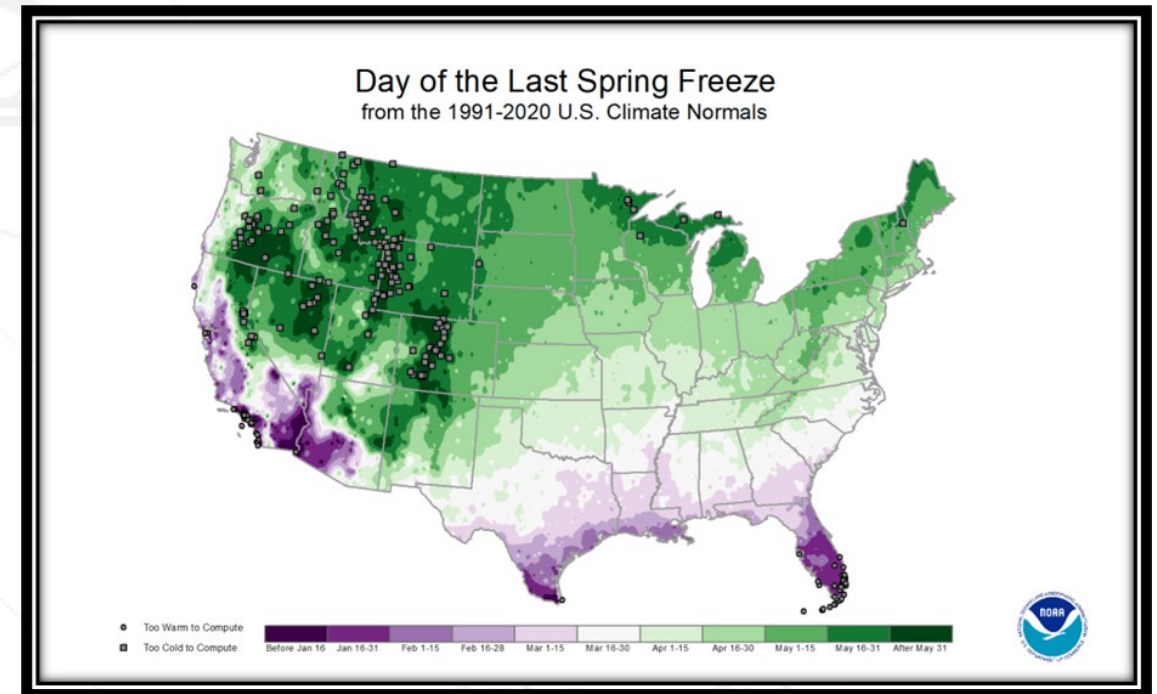 Day of the Last Spring Freeze
from the 1991-2020 U.S. Climate Normals
Too Warm to Compute
Too Cold to Compute
Before Jan 16 Jan 16-31 Feb 1-15 Feb 16-28 Mar 1-15 Mar 16-30 Apr 1-15 Apr 16-30 May 1-15 May 16-31 After May 31
NOAA